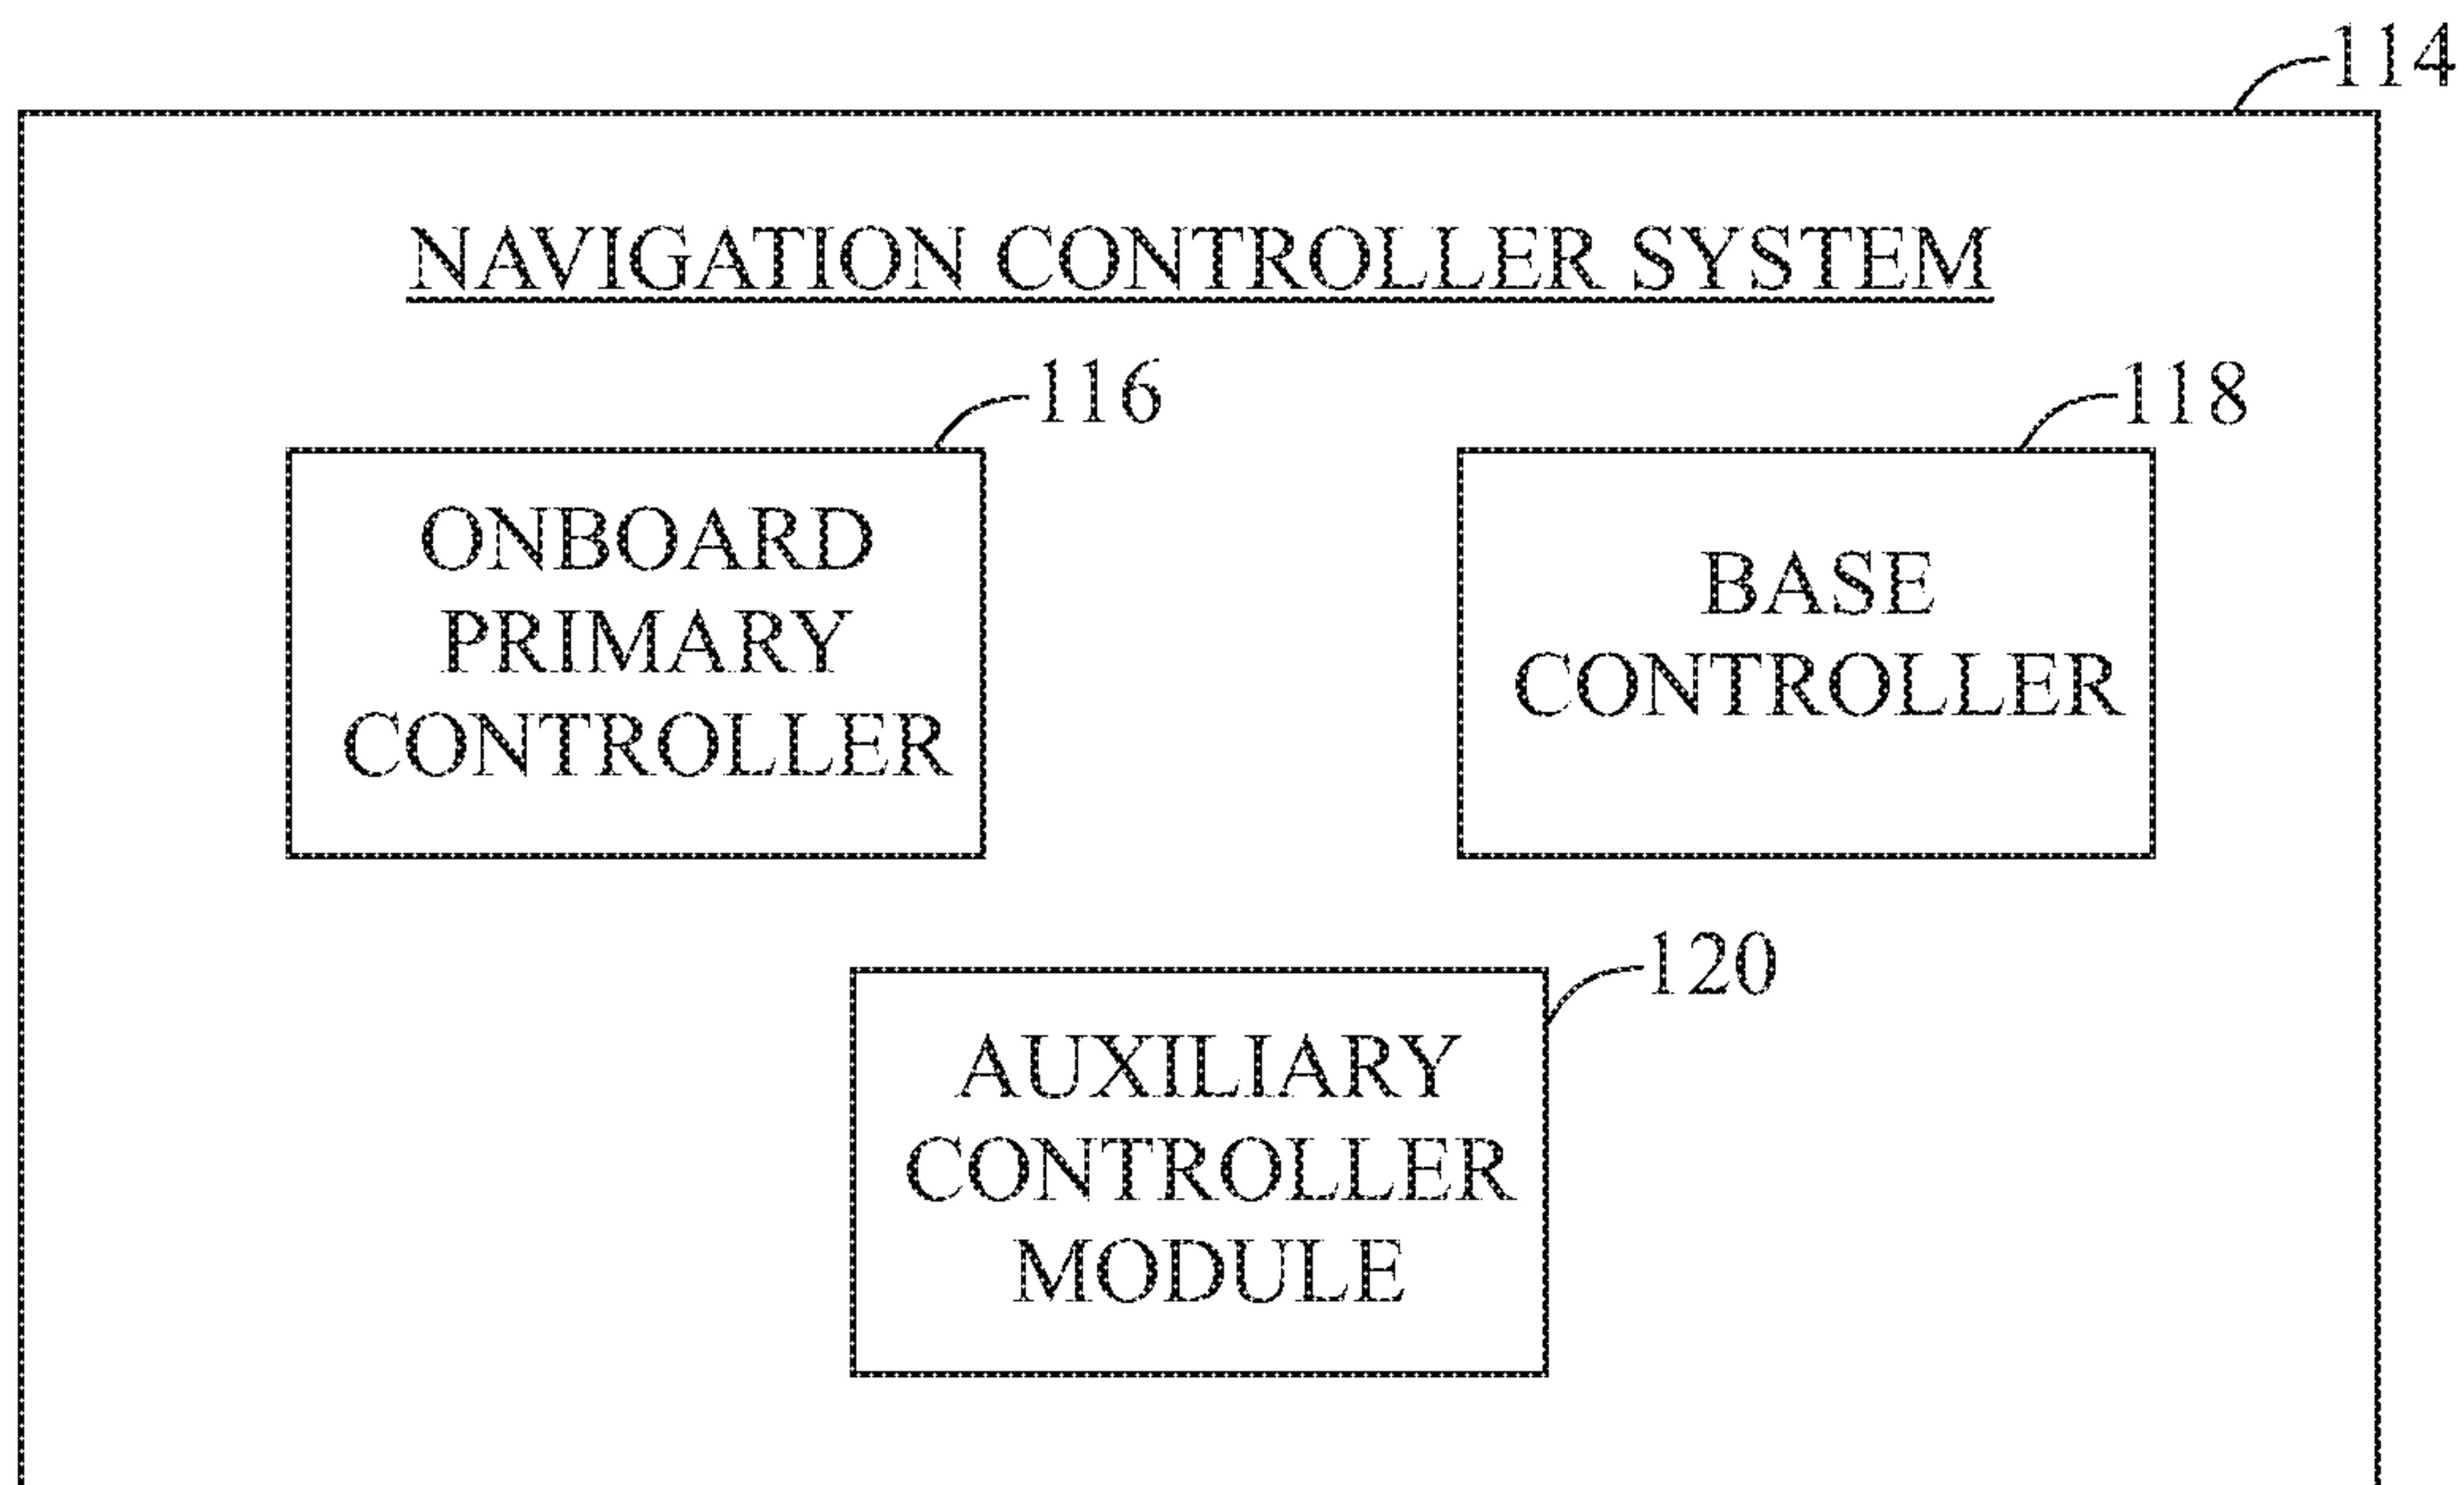 114
NAVIGATION CONTROLLER SYSTEM
116
ONBOARD
PRIMARY
CONTROLLER
118
BASE
CONTROLLER
120
AUXILIARY
CONTROLLER
MODULE